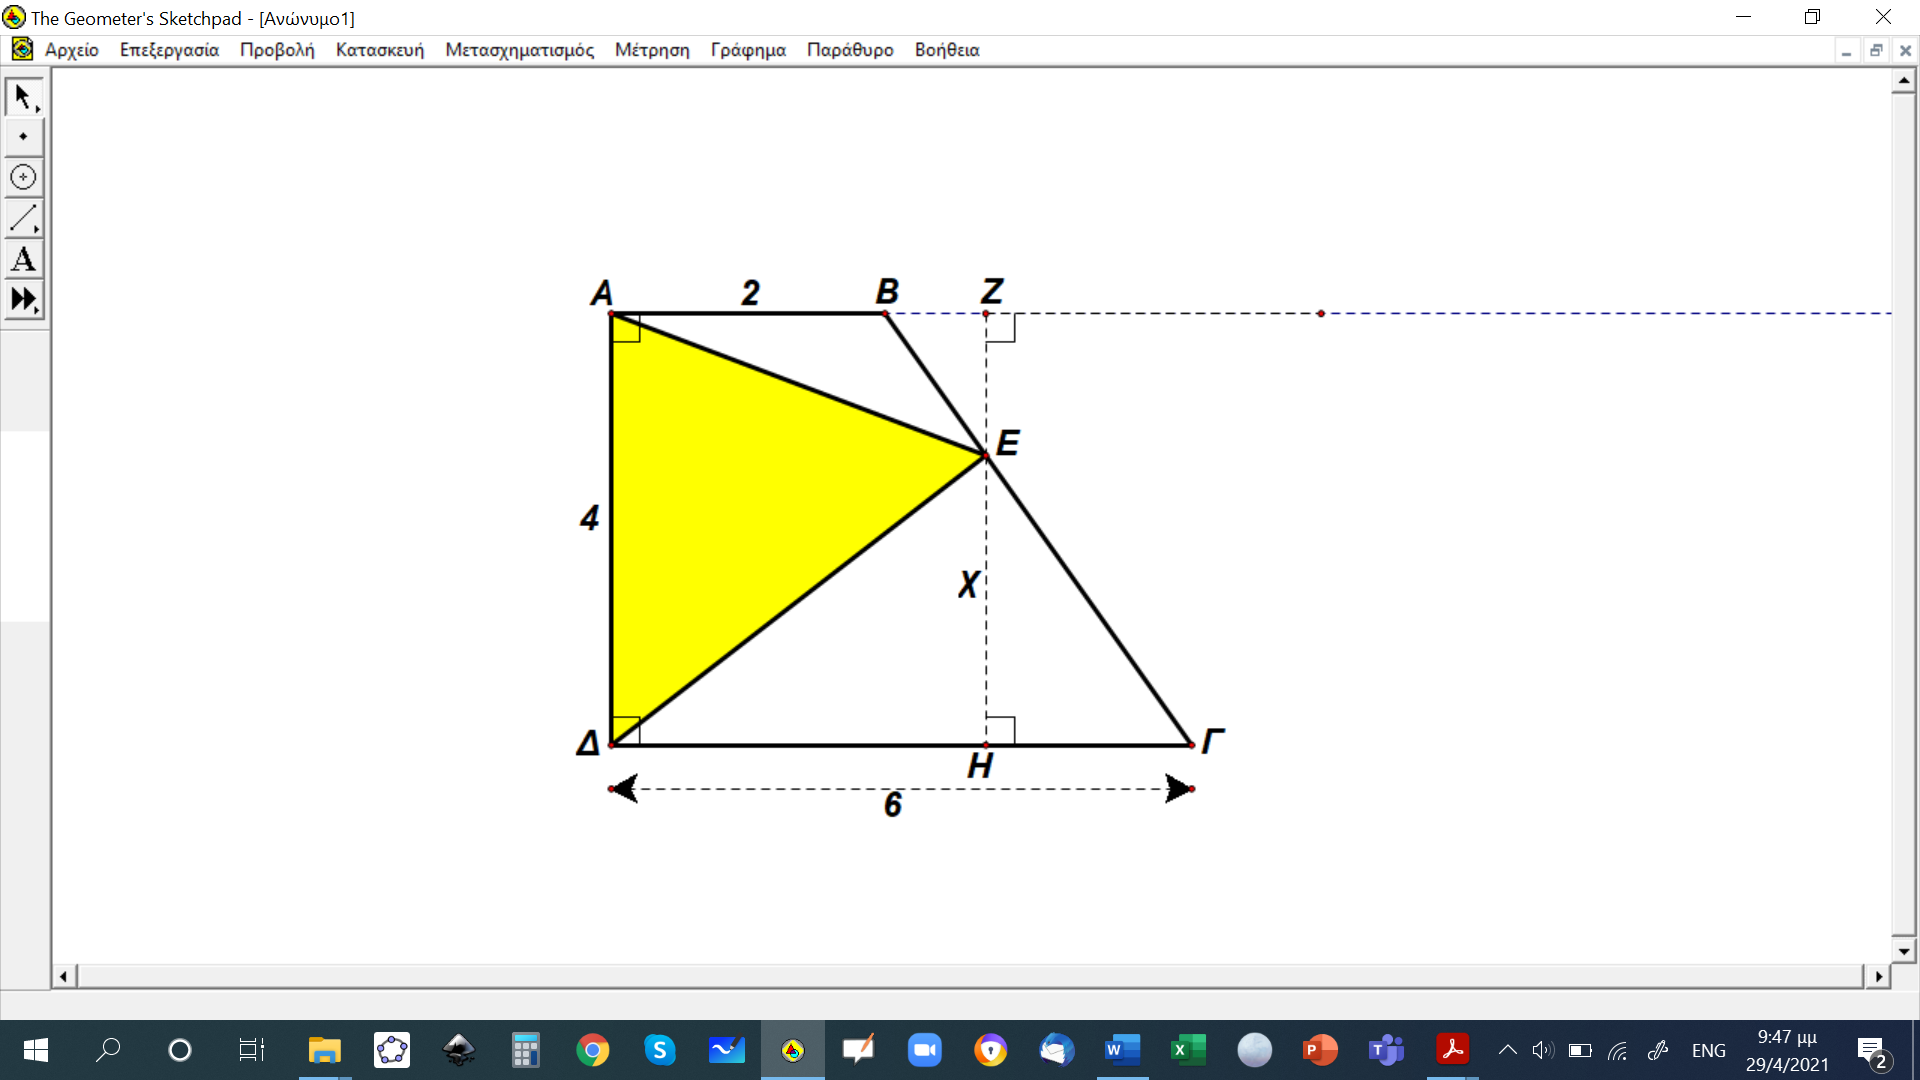 The Geometer's Sketchpad - [Ανώνυμο1]
Αρχείο Επεξεργασία Προβολή Κατασκευή Μετασχηματισμός Μέτρηση Γράφημα Παράθυρο Βοήθεια
A
A 2 B Z
E
4
X
Δ H Γ
6
ENG 9:47 μμ
29/4/2021 2